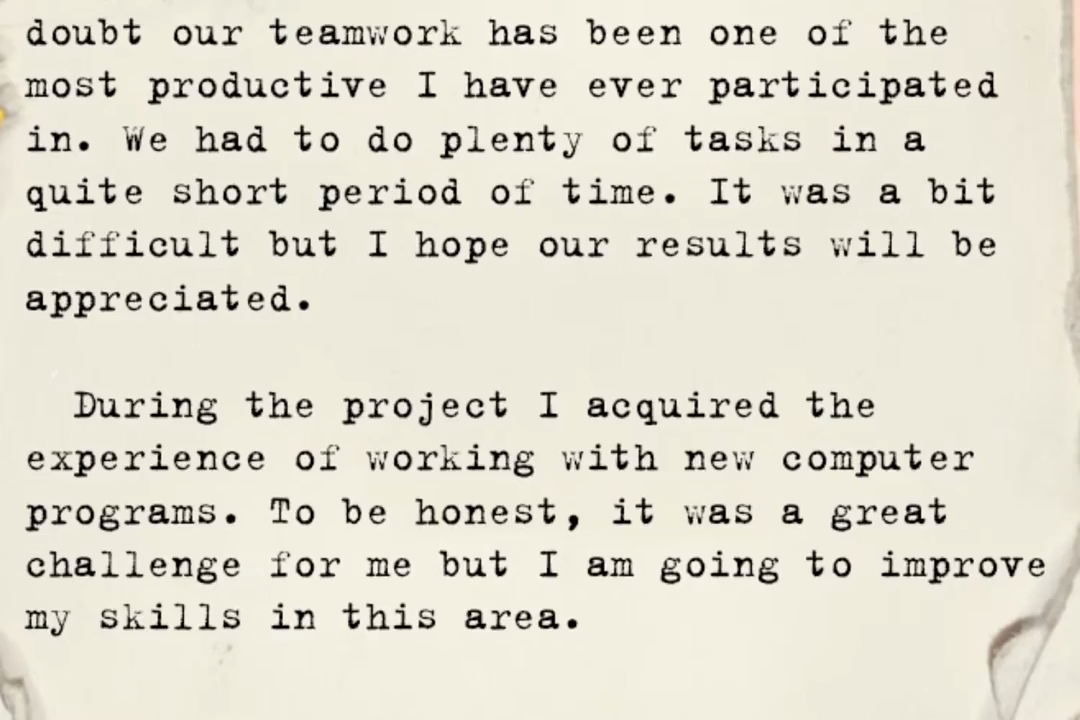 doubt our teamwork has been one of the
most productive I have ever participated
in. We had to do plenty of tasks in a
quite short period of time. It was a bit
difficult but I hope our results will be
appreciated.
During the project I acquired the
experience of working with new computer
programs. To be honest, it was a great
challenge for me but I am going to improve
my skills in this area.